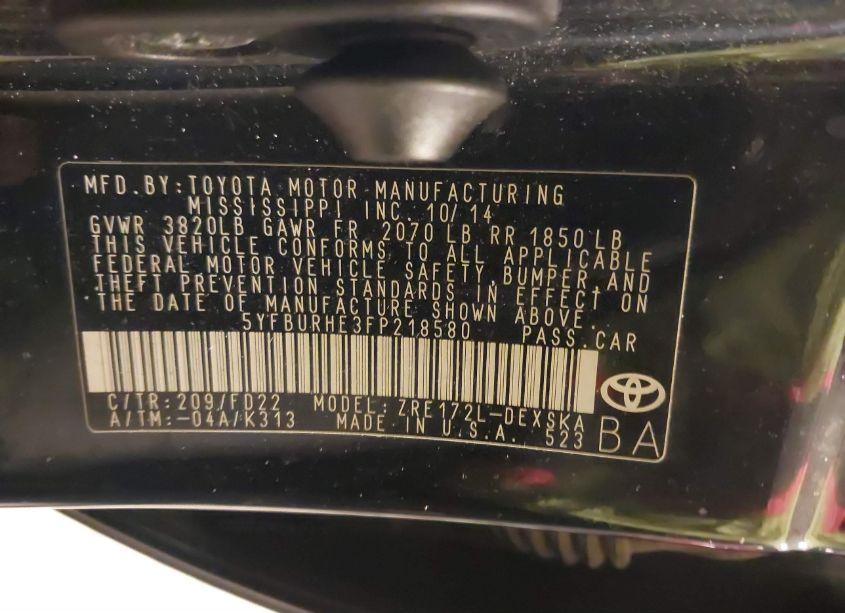 MFD. BY: TOYOTA MOTOR MANUFACTURING
MISSISSIPPI INC. 10/14
GVWR 3820LB GAWR FR 2070 LB RR 1850 LB
THIS VEHICLE CONFORMS TO ALL APPLICABLE
FEDERAL MOTOR VEHICLE SAFETY, BUMPER, AND
THEFT PREVENTION STANDARDS IN EFFECT ON
THE DATE OF MANUFACTURE SHOWN ABOVE.
5YFBURHE3FP218580 PASS. CAR
C/TR: 209/FD22 MODEL: ZRE172L-DEXSKA
A/TM: -04A/K313 MADE IN U.S.A. 523 BA